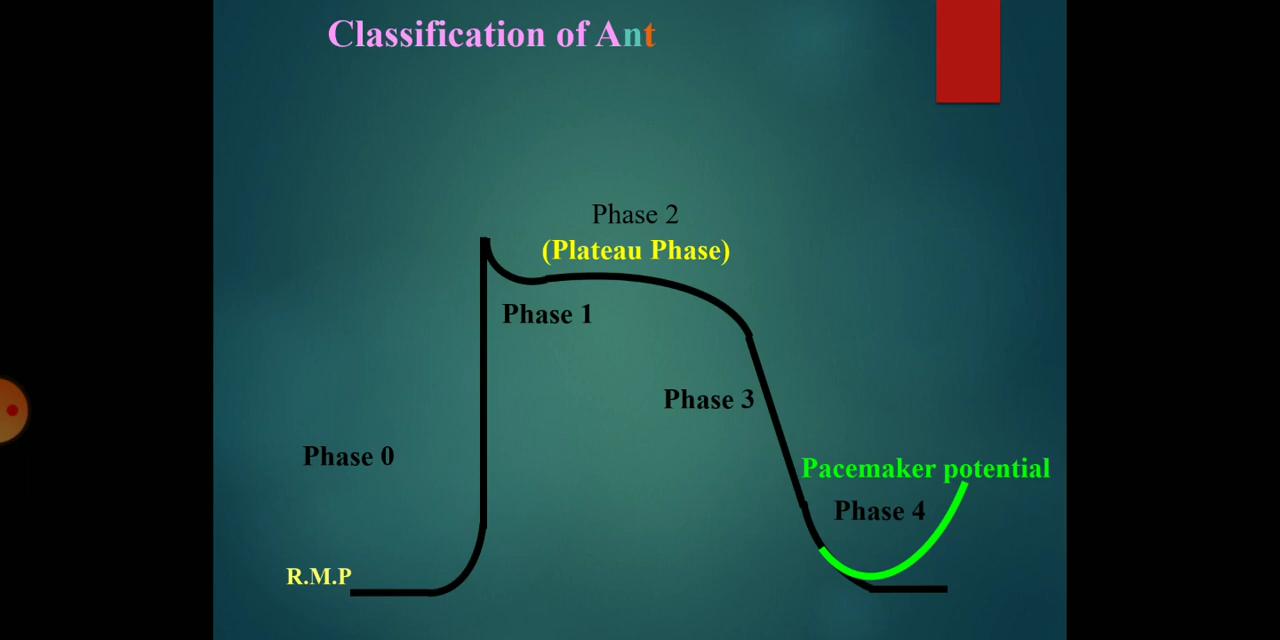 Classification of Ant
Phase 2
(Plateau Phase)
Phase 1
Phase 3
Phase 0
Pacemaker potential
Phase 4
R.M.P